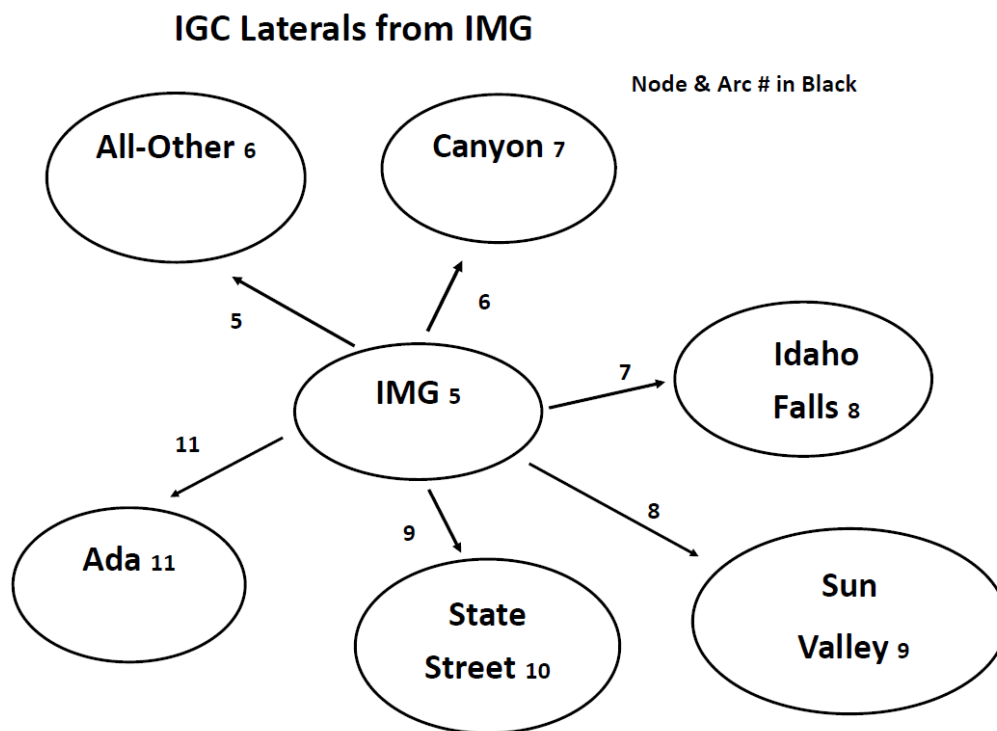 IGC Laterals from IMG
Node & Arc # in Black
All-Other 6
Canyon 7
5
6
Idaho
Falls 8
7
IMG 5
11
8
9
Ada 11
State
Street 10
Sun
Valley 9